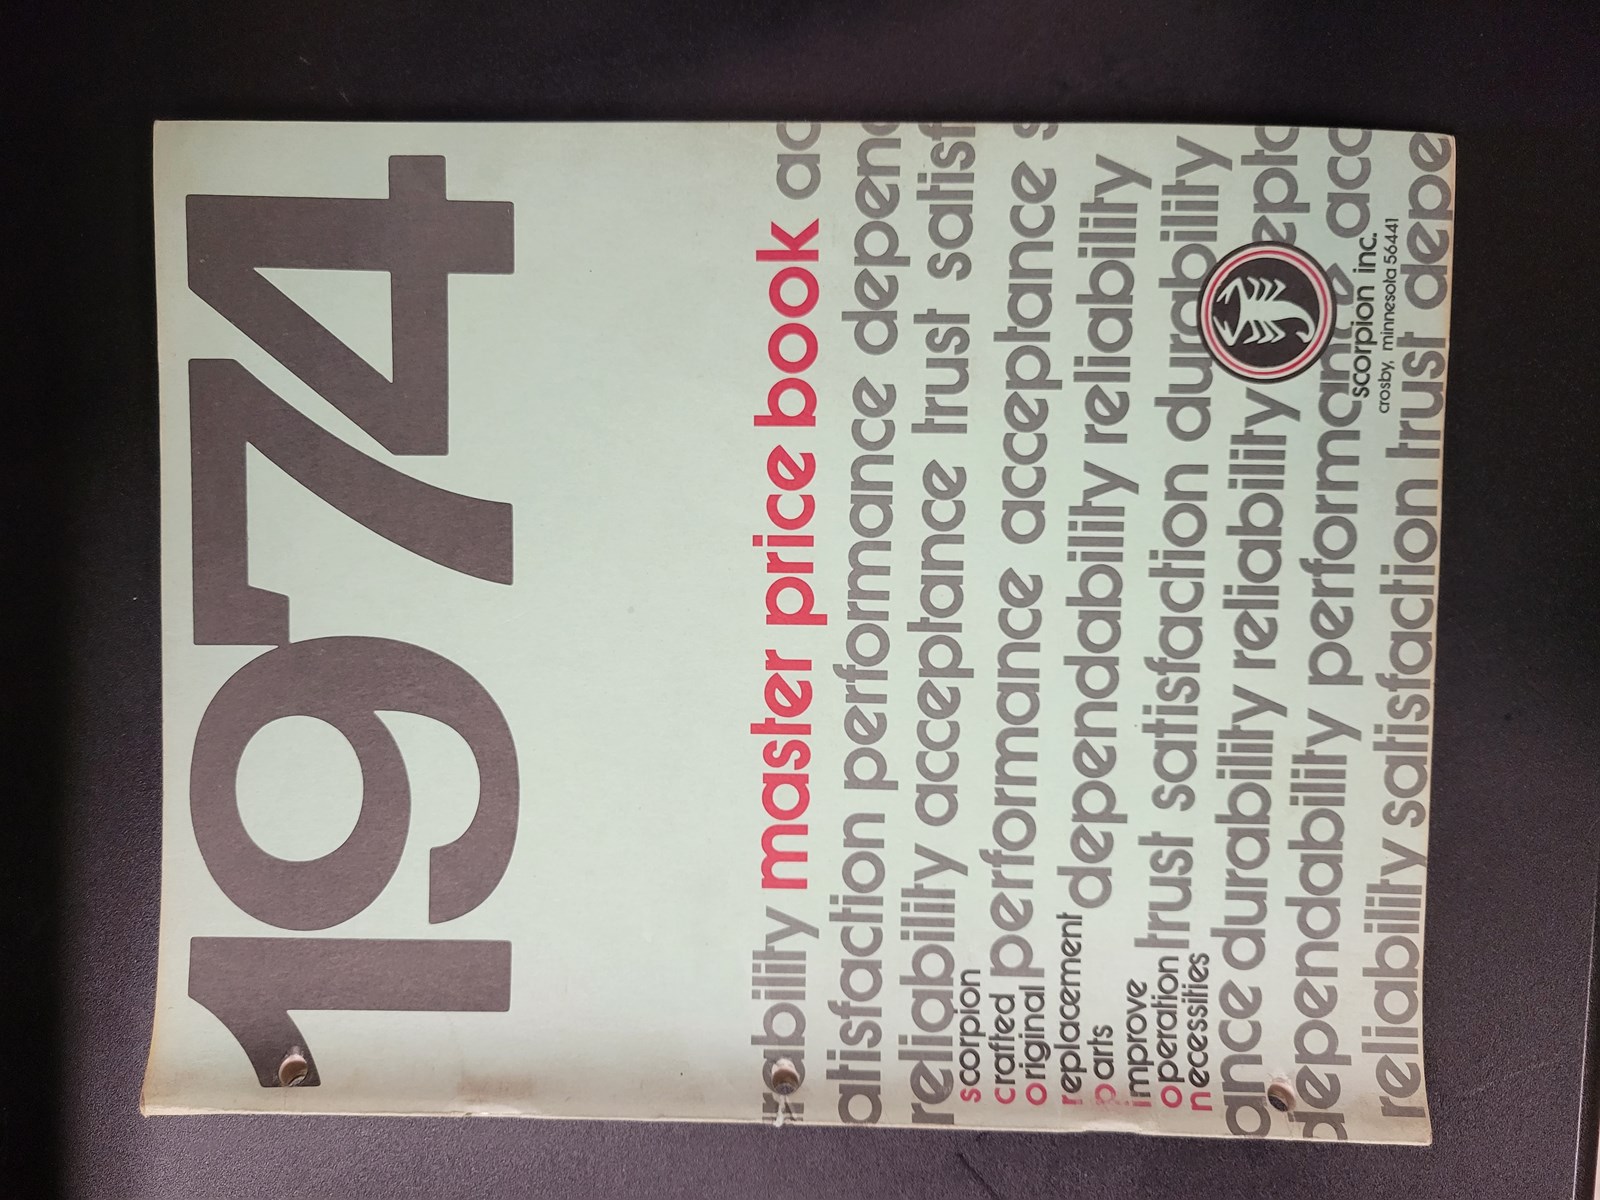 1974
rability master price book ac
atisfaction performance depend
reliability acceptance trust satisf
scorpion
crafted
original
performance acceptance s
replacement
parts
dependability reliability
improve
operation
necessities
trust satisfaction durability
ance durability reliability epta
dependability performanc acc
scorpion inc.
crosby, minnesota 56441
reliability satisfaction trust depe